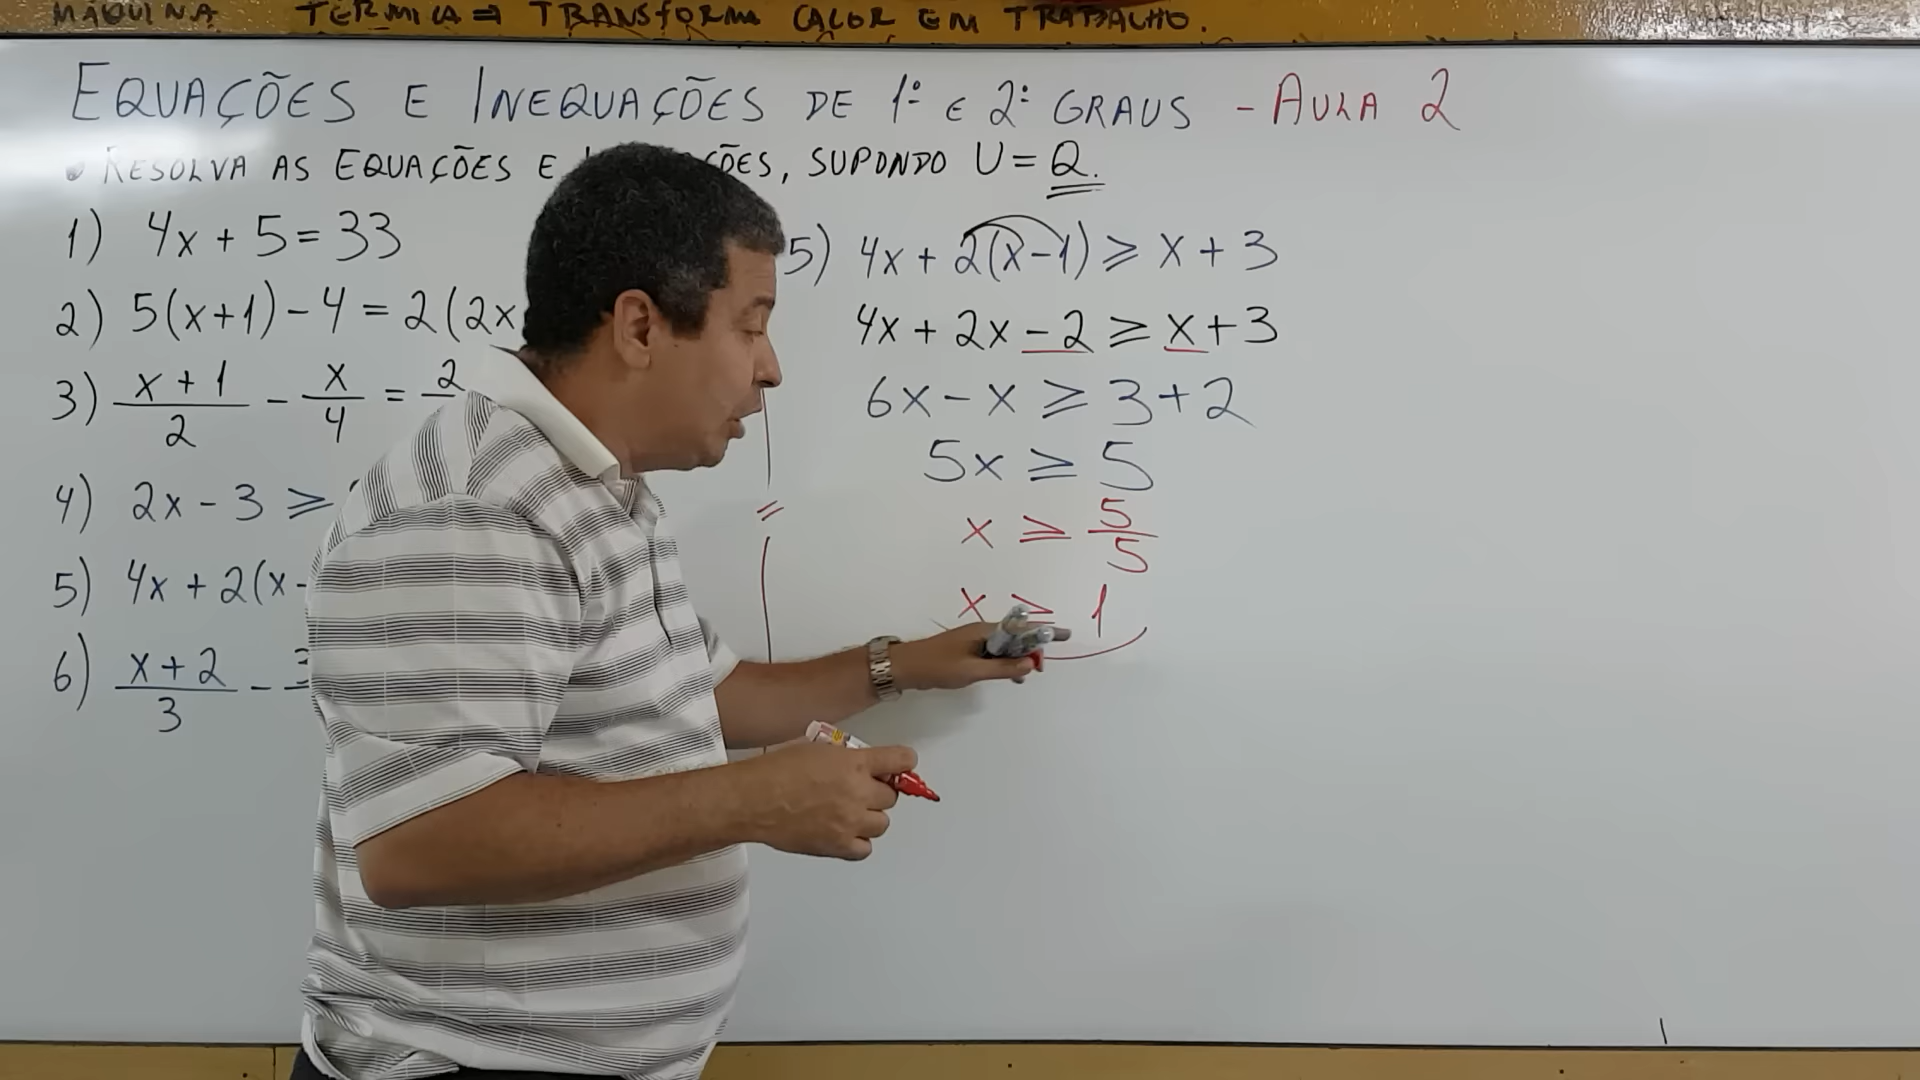 MÁQUINA TÉRMICA ⇒ TRANSFORMA CALOR EM TRABALHO.
EQUAÇÕES E INEQUAÇÕES DE 1º E 2º GRAUS - AULA 2
• RESOLVA AS EQUAÇÕES E ÇÕES, SUPONDO U = Q.
1) 4x + 5 = 33
2) 5(x+1) - 4 = 2(2x
3) (x + 1)/2 - x/4 = 2
4) 2x - 3 ≥
5) 4x + 2(x -
6) (x + 2)/3 - 3
5) 4x + 2(x - 1) ≥ x + 3
4x + 2x - 2 ≥ x + 3
6x - x ≥ 3 + 2
5x ≥ 5
x ≥ 5/5
x ≥ 1